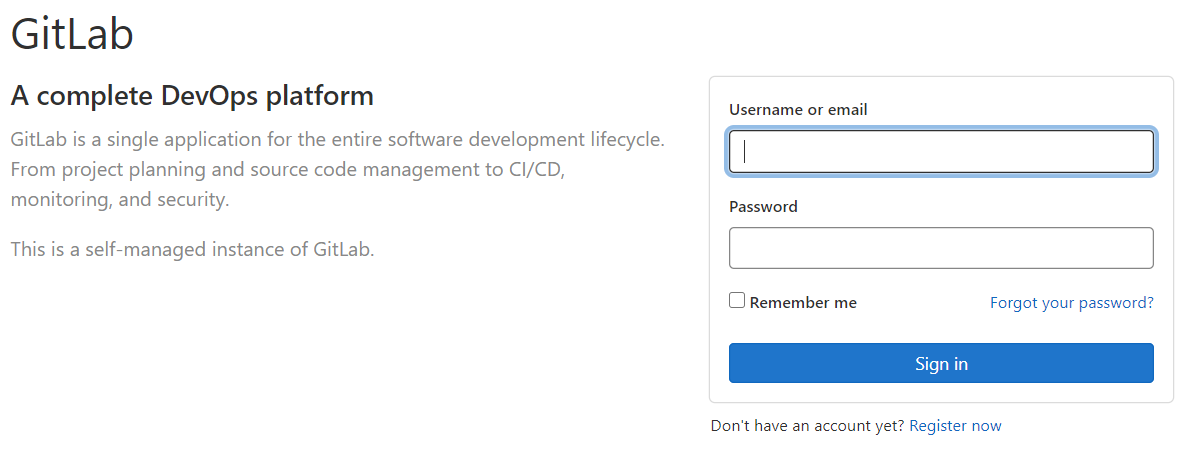 GitLab
A complete DevOps platform
GitLab is a single application for the entire software development lifecycle.
From project planning and source code management to CI/CD,
monitoring, and security.
This is a self-managed instance of GitLab.
Username or email
Password
Remember me
Forgot your password?
Sign in
Don't have an account yet? Register now